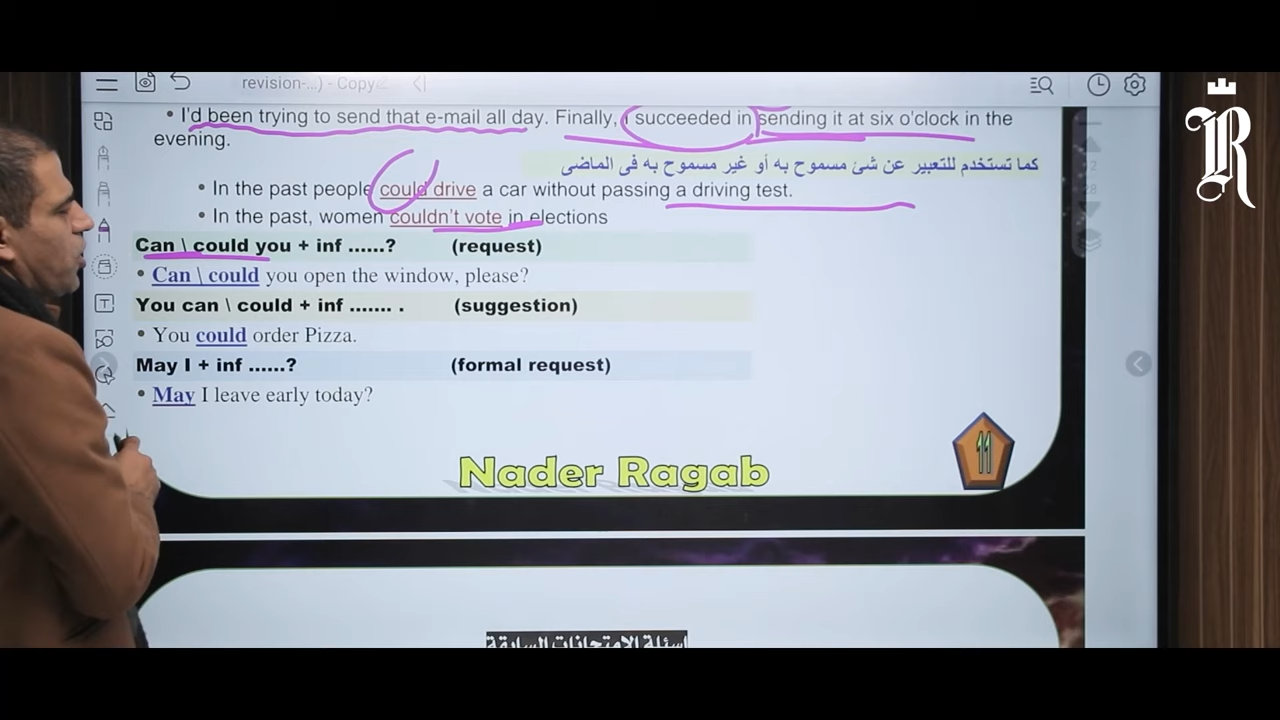 revision-...) - Copy
• I'd been trying to send that e-mail all day. Finally, I succeeded in sending it at six o'clock in the
evening.
كما تستخدم للتعبير عن شئ مسموح به أو غير مسموح به فى الماضى
• In the past people could drive a car without passing a driving test.
• In the past, women couldn't vote in elections
Can \ could you + inf ......? (request)
• Can \ could you open the window, please?
You can \ could + inf ....... . (suggestion)
• You could order Pizza.
May I + inf ......? (formal request)
• May I leave early today?
11
Nader Ragab
اسئلة الامتحانات السابقة
R